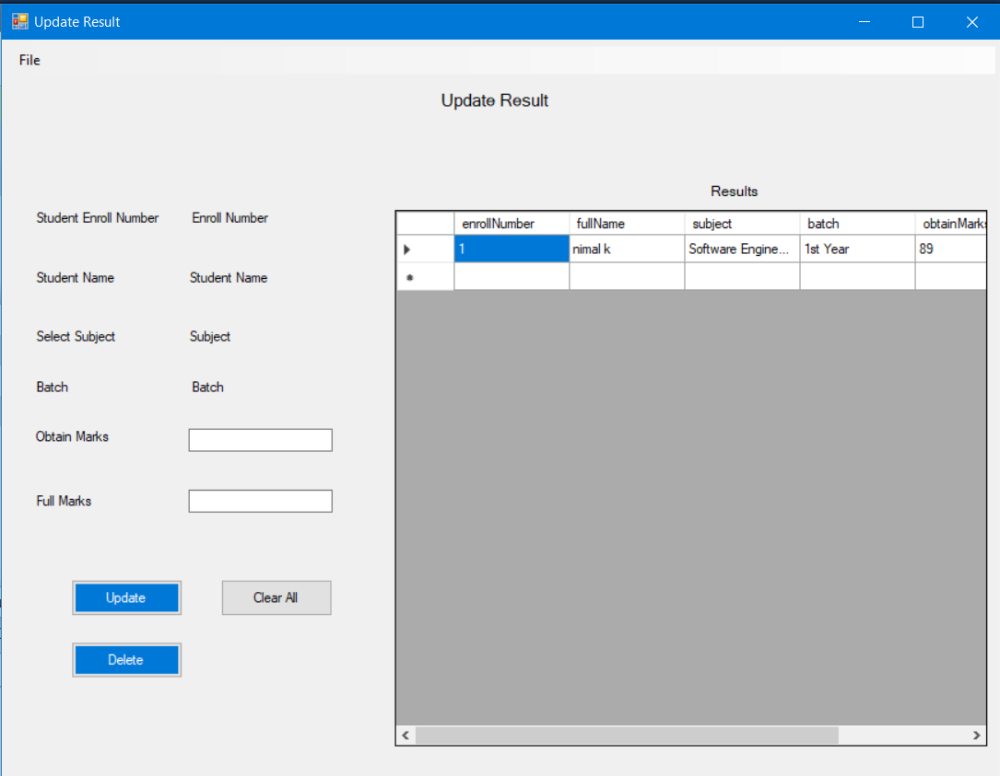 Update Result
File
Update Result
Results
Student Enroll Number Enroll Number
Student Name Student Name
Select Subject Subject
Batch Batch
Obtain Marks
Full Marks
Update Clear All
Delete
enrollNumber fullName subject batch obtainMarks
1 nimal k Software Engine... 1st Year 89